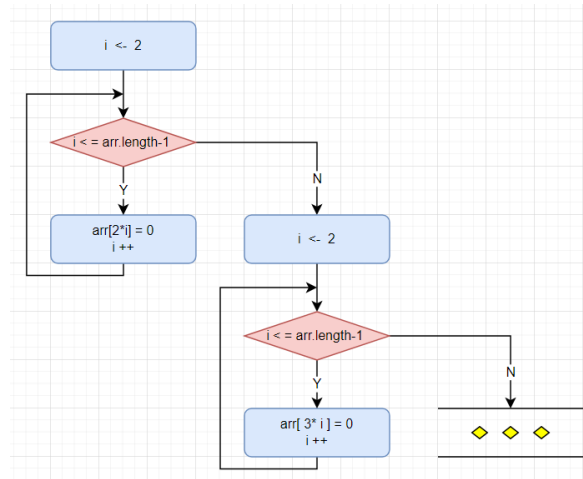 i <- 2
i < = arr.length-1
Y
N
arr[2*i] = 0
i ++
i <- 2
i < = arr.length-1
Y
N
arr[ 3* i ] = 0
i ++